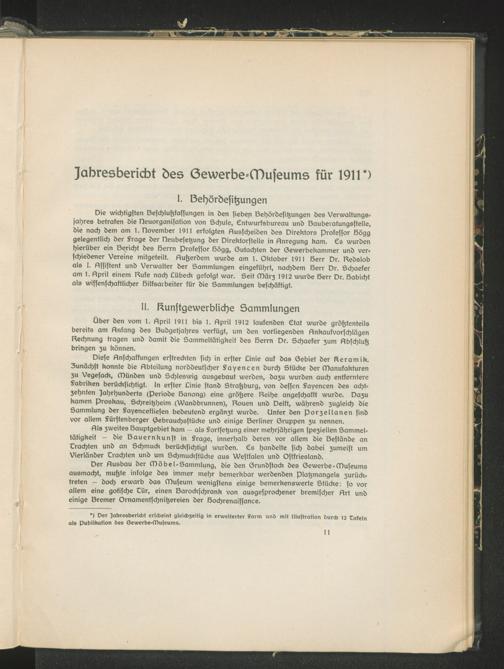 Jahresbericht des Gewerbe-Museums für 1911*)
I. Behördesitzungen
Die wichtigsten Beschlußfassungen in den sieben Behördesitzungen des Verwaltungs-
jahres betrafen die Neuorganisation von Schule, Entwurfsbureau und Bauberatungsstelle,
die nach dem am 1. November 1911 erfolgten Ausscheiden des Direktors Professor Högg
gelegentlich der Frage der Neubesetzung der Direktorstelle in Anregung kam. Es wurden
hierüber ein Bericht des Herrn Professor Högg, Gutachten der Gewerbekammer und ver-
schiedener Vereine mitgeteilt. Außerdem wurde am 1. Oktober 1911 Herr Dr. Redslob
als I. Assistent und Verwalter der Sammlungen eingeführt, nachdem Herr Dr. Schaefer
am 1. April einem Rufe nach Lübeck gefolgt war. Seit März 1912 wurde Herr Dr. Habicht
als wissenschaftlicher Hilfsarbeiter für die Sammlungen beschäftigt.
II. Kunstgewerbliche Sammlungen
Über den vom 1. April 1911 bis 1. April 1912 laufenden Etat wurde größtenteils
bereits am Anfang des Budgetjahres verfügt, um den vorliegenden Ankaufvorschlägen
Rechnung tragen und damit die Sammeltätigkeit des Herrn Dr. Schaefer zum Abschluß
bringen zu können.
Diese Anschaffungen erstreckten sich in erster Linie auf das Gebiet der Keramik.
Zunächst konnte die Abteilung norddeutscher Fayencen durch Stücke der Manufakturen
zu Vegesack, Münden und Schleswig ausgebaut werden, dazu wurden auch entferntere
Fabriken berücksichtigt. In erster Linie stand Straßburg, von dessen Fayencen des acht-
zehnten Jahrhunderts (Periode Hanong) eine größere Reihe angeschafft wurde. Dazu
kamen Proskau, Schreitzheim (Wandbrunnen), Rouen und Delft, während zugleich die
Sammlung der Fayencefliesen bedeutend ergänzt wurde. Unter den Porzellanen sind
vor allem Fürstenberger Gebrauchsstücke und einige Berliner Gruppen zu nennen.
Als zweites Hauptgebiet kam – als Fortsetzung einer mehrjährigen speziellen Sammel-
tätigkeit – die Bauernkunst in Frage, innerhalb deren vor allem die Bestände an
Trachten und an Schmuck berücksichtigt wurden. Es handelte sich dabei zumeist um
Vierländer Trachten und um Schmuckstücke aus Westfalen und Ostfriesland.
Der Ausbau der Möbel-Sammlung, die den Grundstock des Gewerbe-Museums
ausmacht, mußte infolge des immer mehr bemerkbar werdenden Platzmangels zurück-
treten – doch erwarb das Museum wenigstens einige bemerkenswerte Stücke: so vor
allem eine gotische Tür, einen Barockschrank von ausgesprochener bremischer Art und
einige Bremer Ornamentschnitzereien der Hochrenaissance.
*) Der Jahresbericht erscheint gleichzeitig in erweiterter Form und mit Illustration durch 12 Tafeln
als Publikation des Gewerbe-Museums.
11